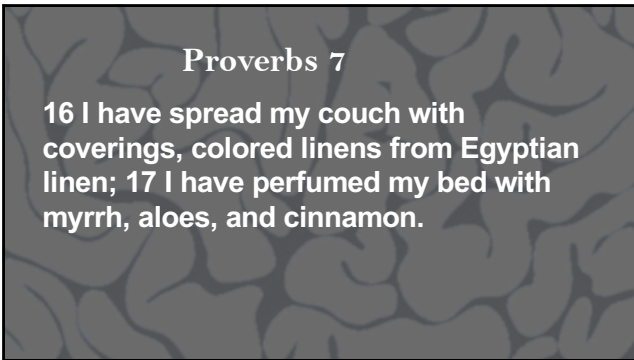 Proverbs 7
16 I have spread my couch with
coverings, colored linens from Egyptian
linen; 17 I have perfumed my bed with
myrrh, aloes, and cinnamon.